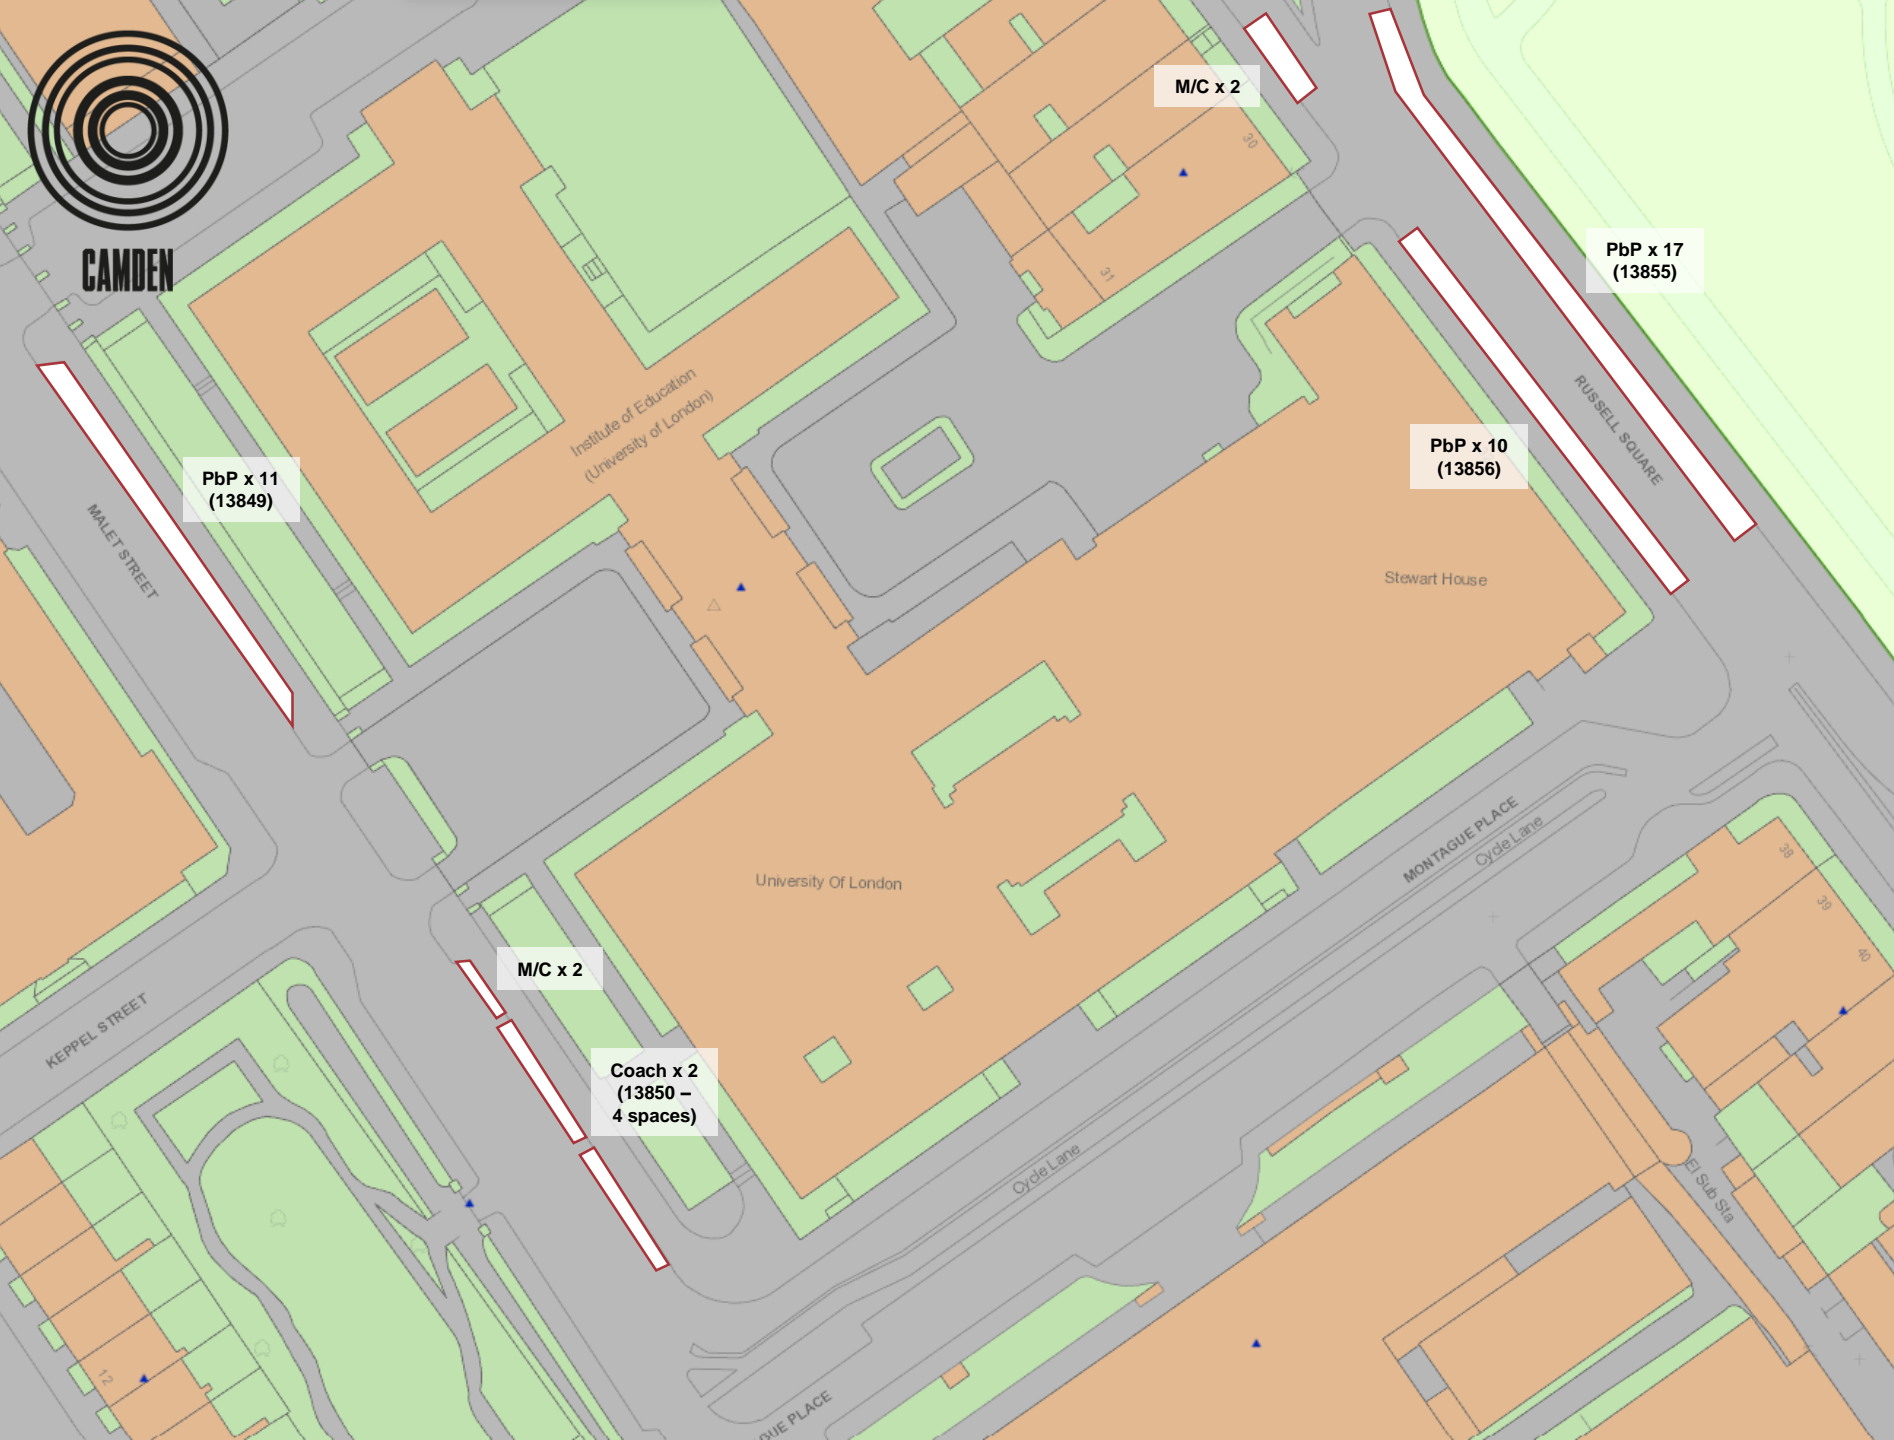 CAMDEN
M/C x 2
30
31
PbP x 17
(13855)
PbP x 10
(13856)
RUSSELL SQUARE
Institute of Education
(University of London)
PbP x 11
(13849)
MALET STREET
Stewart House
University Of London
MONTAGUE PLACE
Cycle Lane
38
39
40
M/C x 2
Coach x 2
(13850 –
4 spaces)
KEPPEL STREET
Cycle Lane
El Sub Sta
12
GUE PLACE